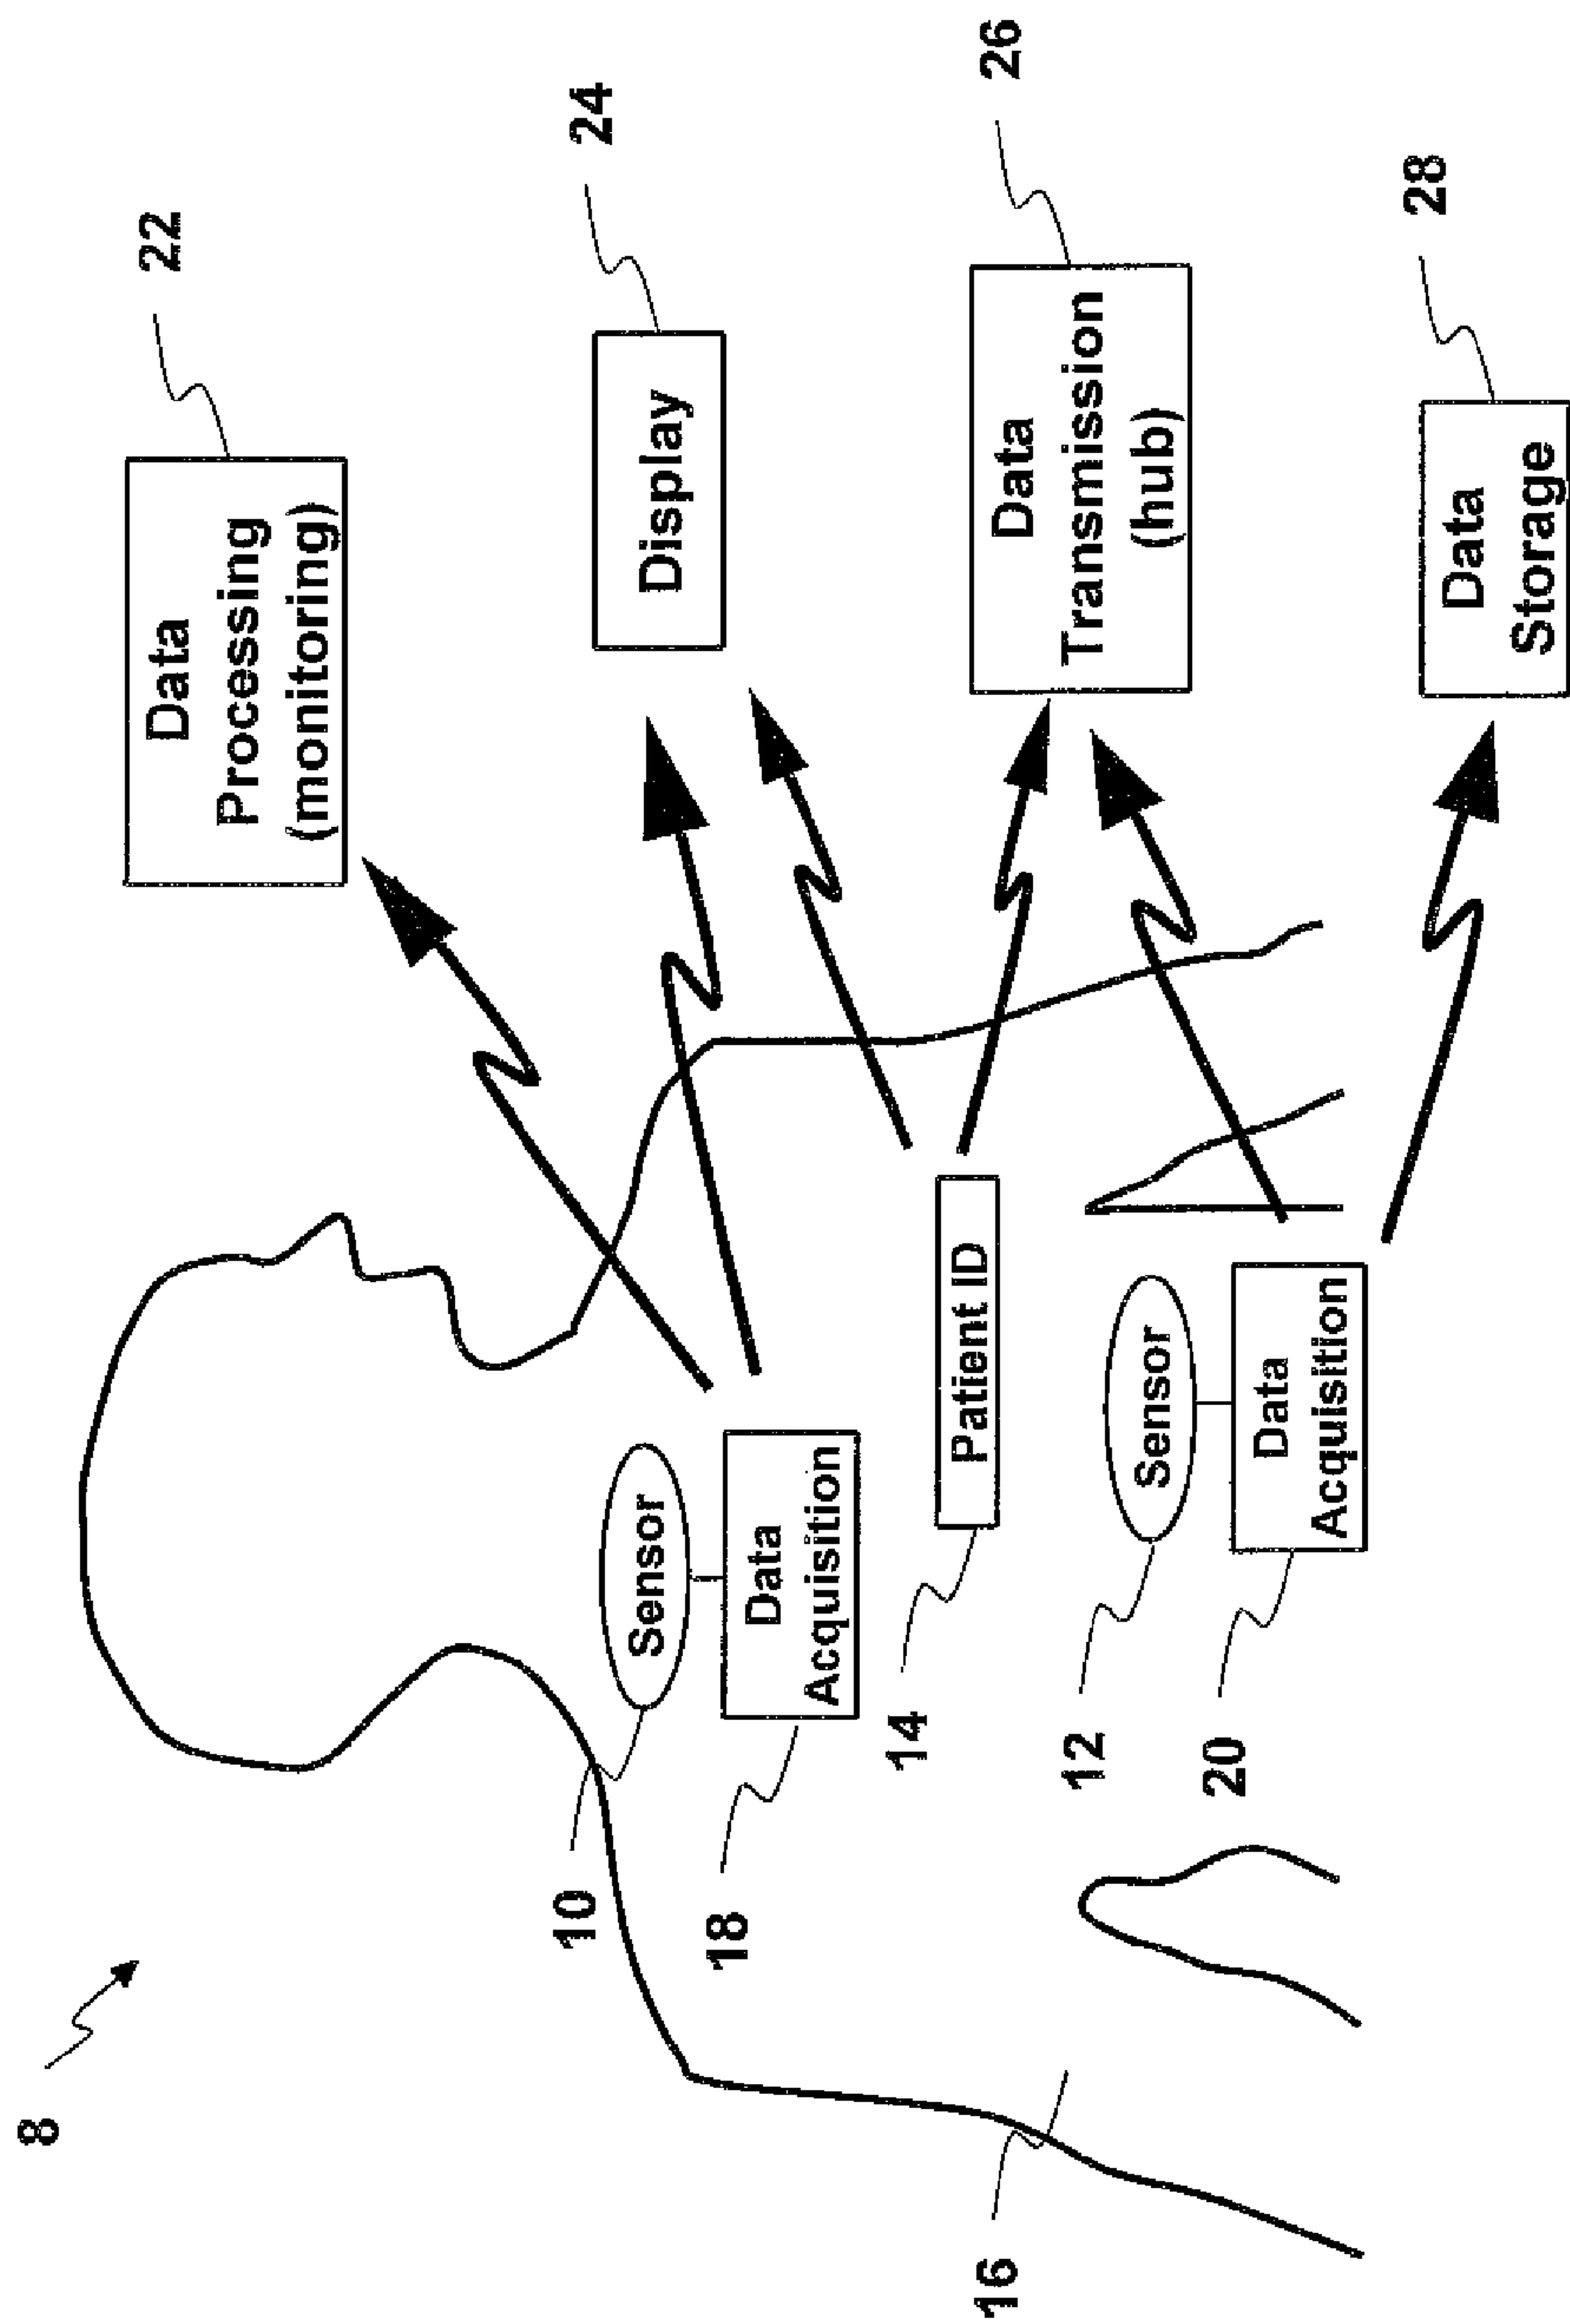 8
22
Data
Processing
(monitoring)
24
Display
10
Sensor
18
Data
Acquisition
14
Patient ID
26
Data
Transmission
(hub)
12
Sensor
20
Data
Acquisition
28
Data
Storage
16